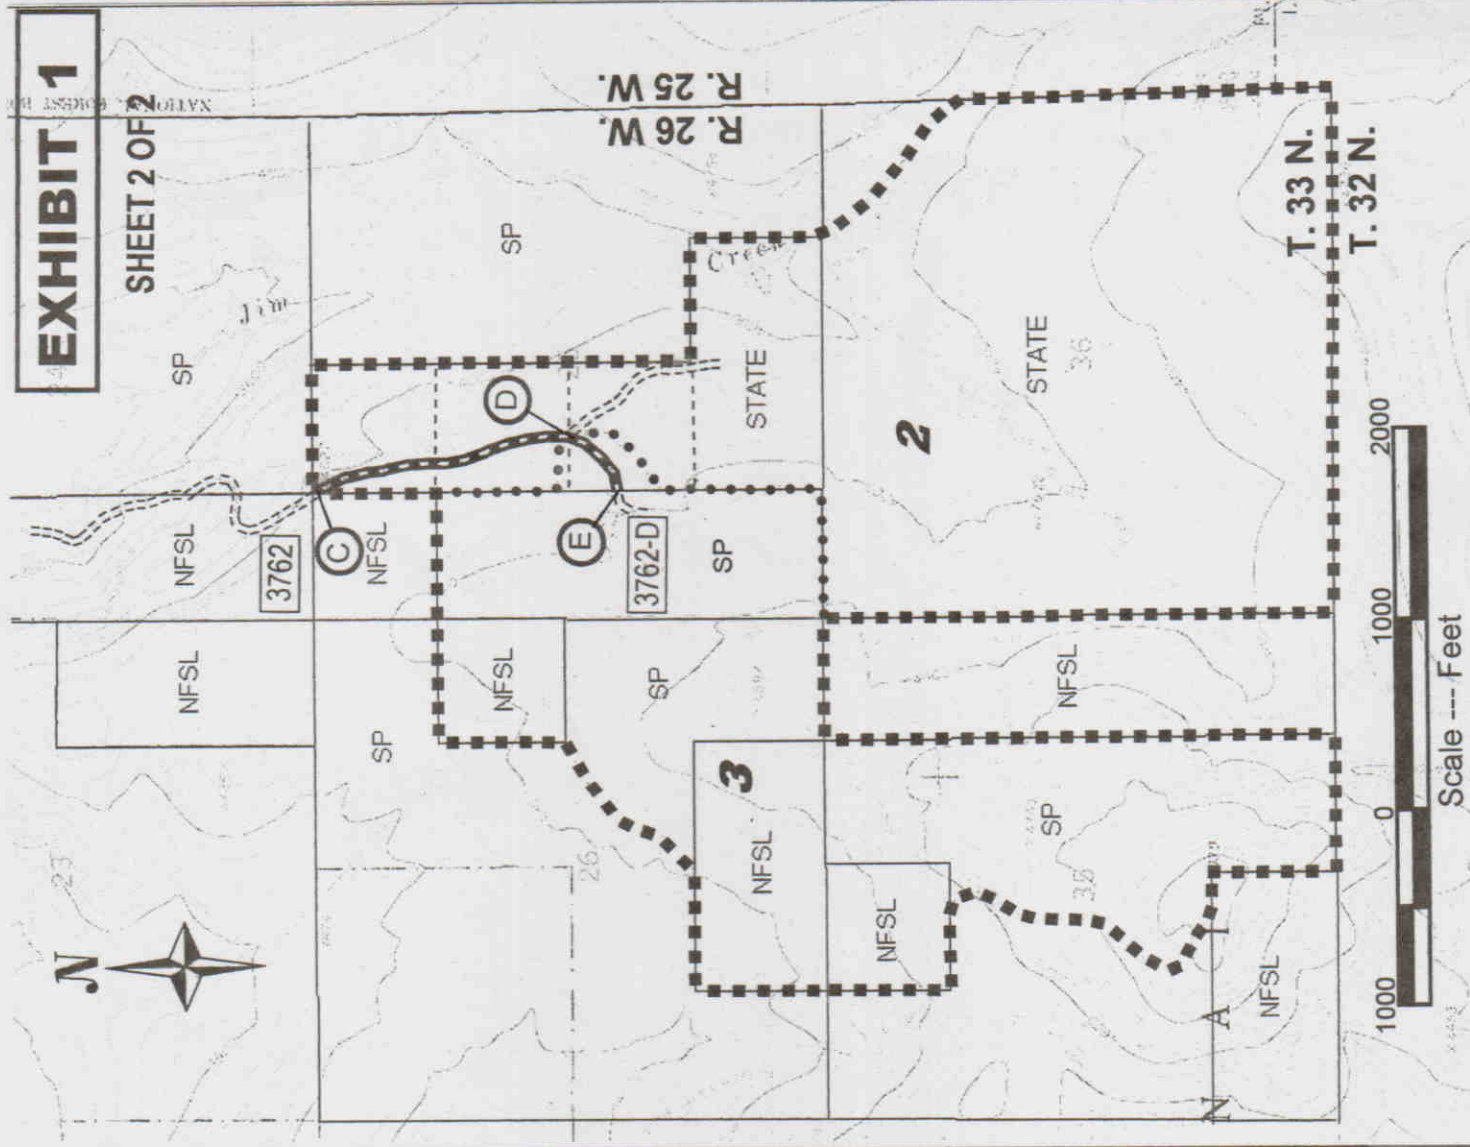 EXHIBIT 1
SHEET 2 OF 2
R. 25 W.
R. 26 W.
SP
Jim
SP
Creek
STATE
STATE
36
2
T. 33 N.
T. 32 N.
D
C
E
3762
3762-D
NFSL
NFSL
SP
NFSL
SP
NFSL
SP
NFSL
3
NFSL
NFSL
SP
35
NFSL
N A I
23
26
N
1000
0
1000
2000
Scale ---- Feet